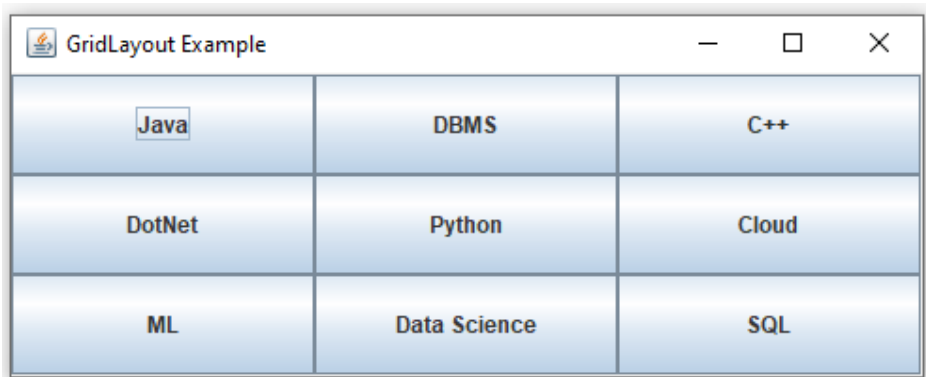 GridLayout Example
Java DBMS C++
DotNet Python Cloud
ML Data Science SQL